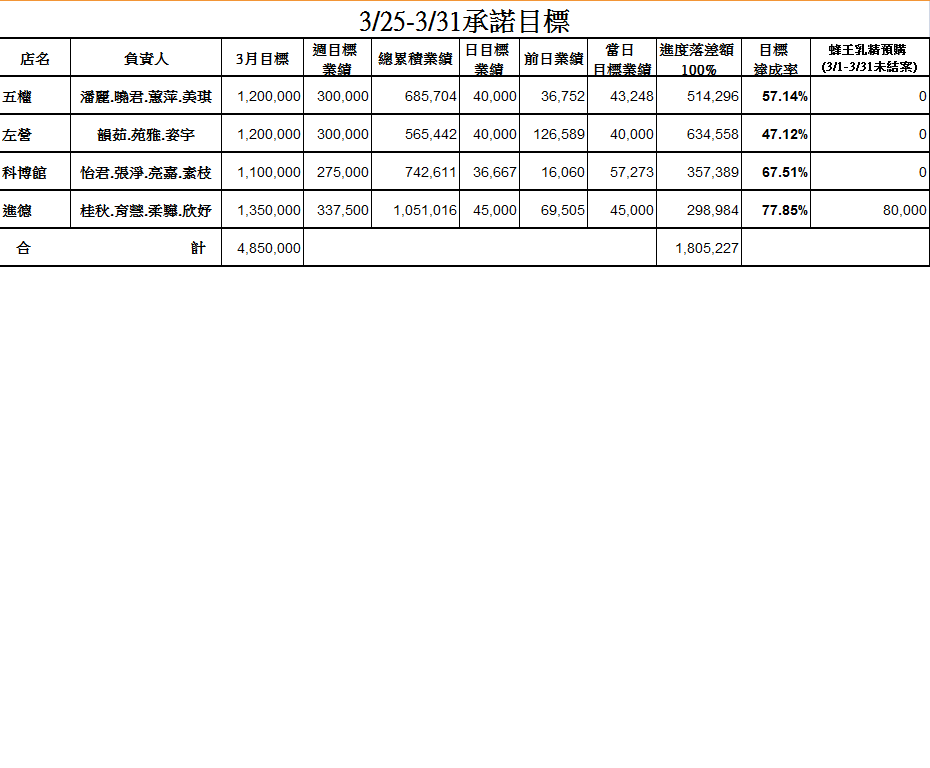 3/25-3/31承諾目標
店名 負責人 3月目標 週目標業績 總累積業績 日目標業績 前日業績 當日目標業績 進度落差額100% 目標達成率 蜂王乳精預購(3/1-3/31未結案)
五權 潘麗.曉君.蕙萍.美琪 1,200,000 300,000 685,704 40,000 36,752 43,248 514,296 57.14% 0
左營 韻茹.苑雅.姿宇 1,200,000 300,000 565,442 40,000 126,589 40,000 634,558 47.12% 0
科博館 怡君.張淨.亮嘉.素枝 1,100,000 275,000 742,611 36,667 16,060 57,273 357,389 67.51% 0
進德 桂秋.育慧.柔驊.欣妤 1,350,000 337,500 1,051,016 45,000 69,505 45,000 298,984 77.85% 80,000
合 計 4,850,000 1,805,227